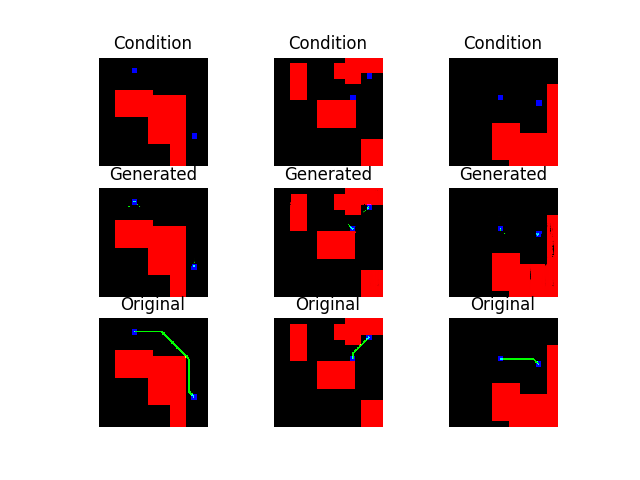 Condition Condition Condition
Generated Generated Generated
Original Original Original